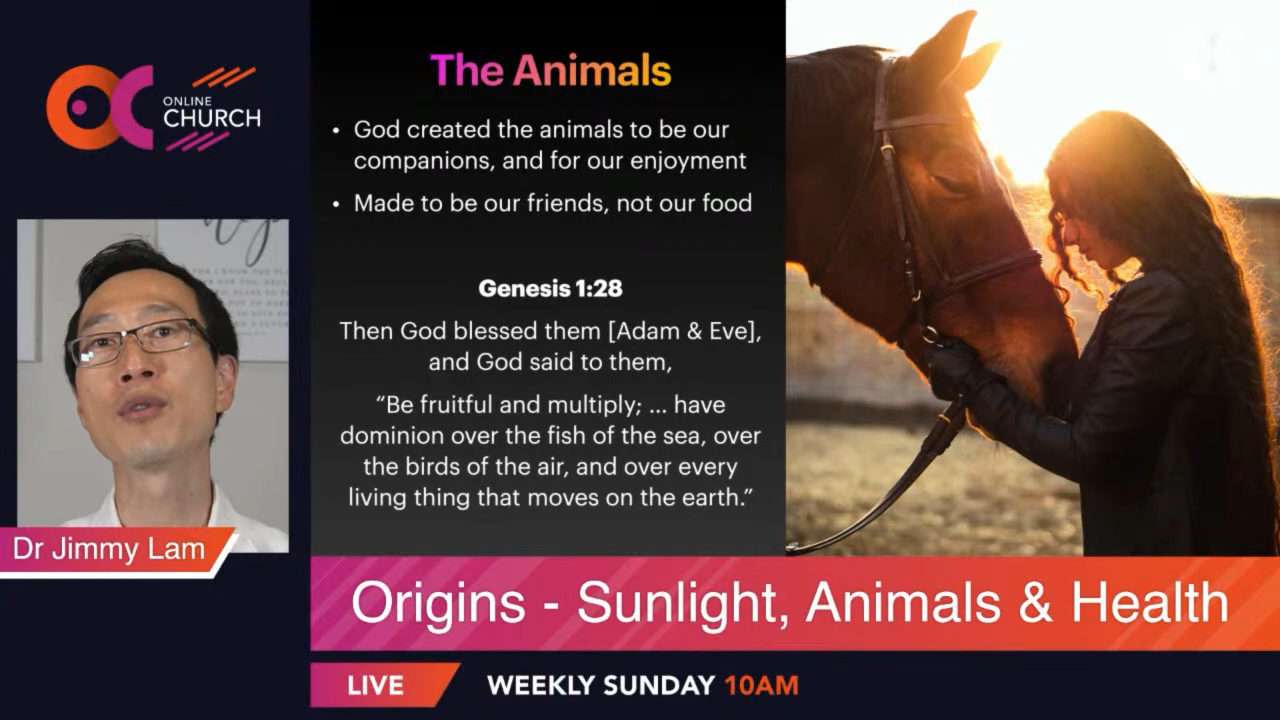 ONLINE
CHURCH
The Animals
• God created the animals to be our
companions, and for our enjoyment
• Made to be our friends, not our food
Genesis 1:28
Then God blessed them [Adam & Eve],
and God said to them,
“Be fruitful and multiply; ... have
dominion over the fish of the sea, over
the birds of the air, and over every
living thing that moves on the earth.”
Dr Jimmy Lam
Origins - Sunlight, Animals & Health
LIVE
WEEKLY SUNDAY 10AM